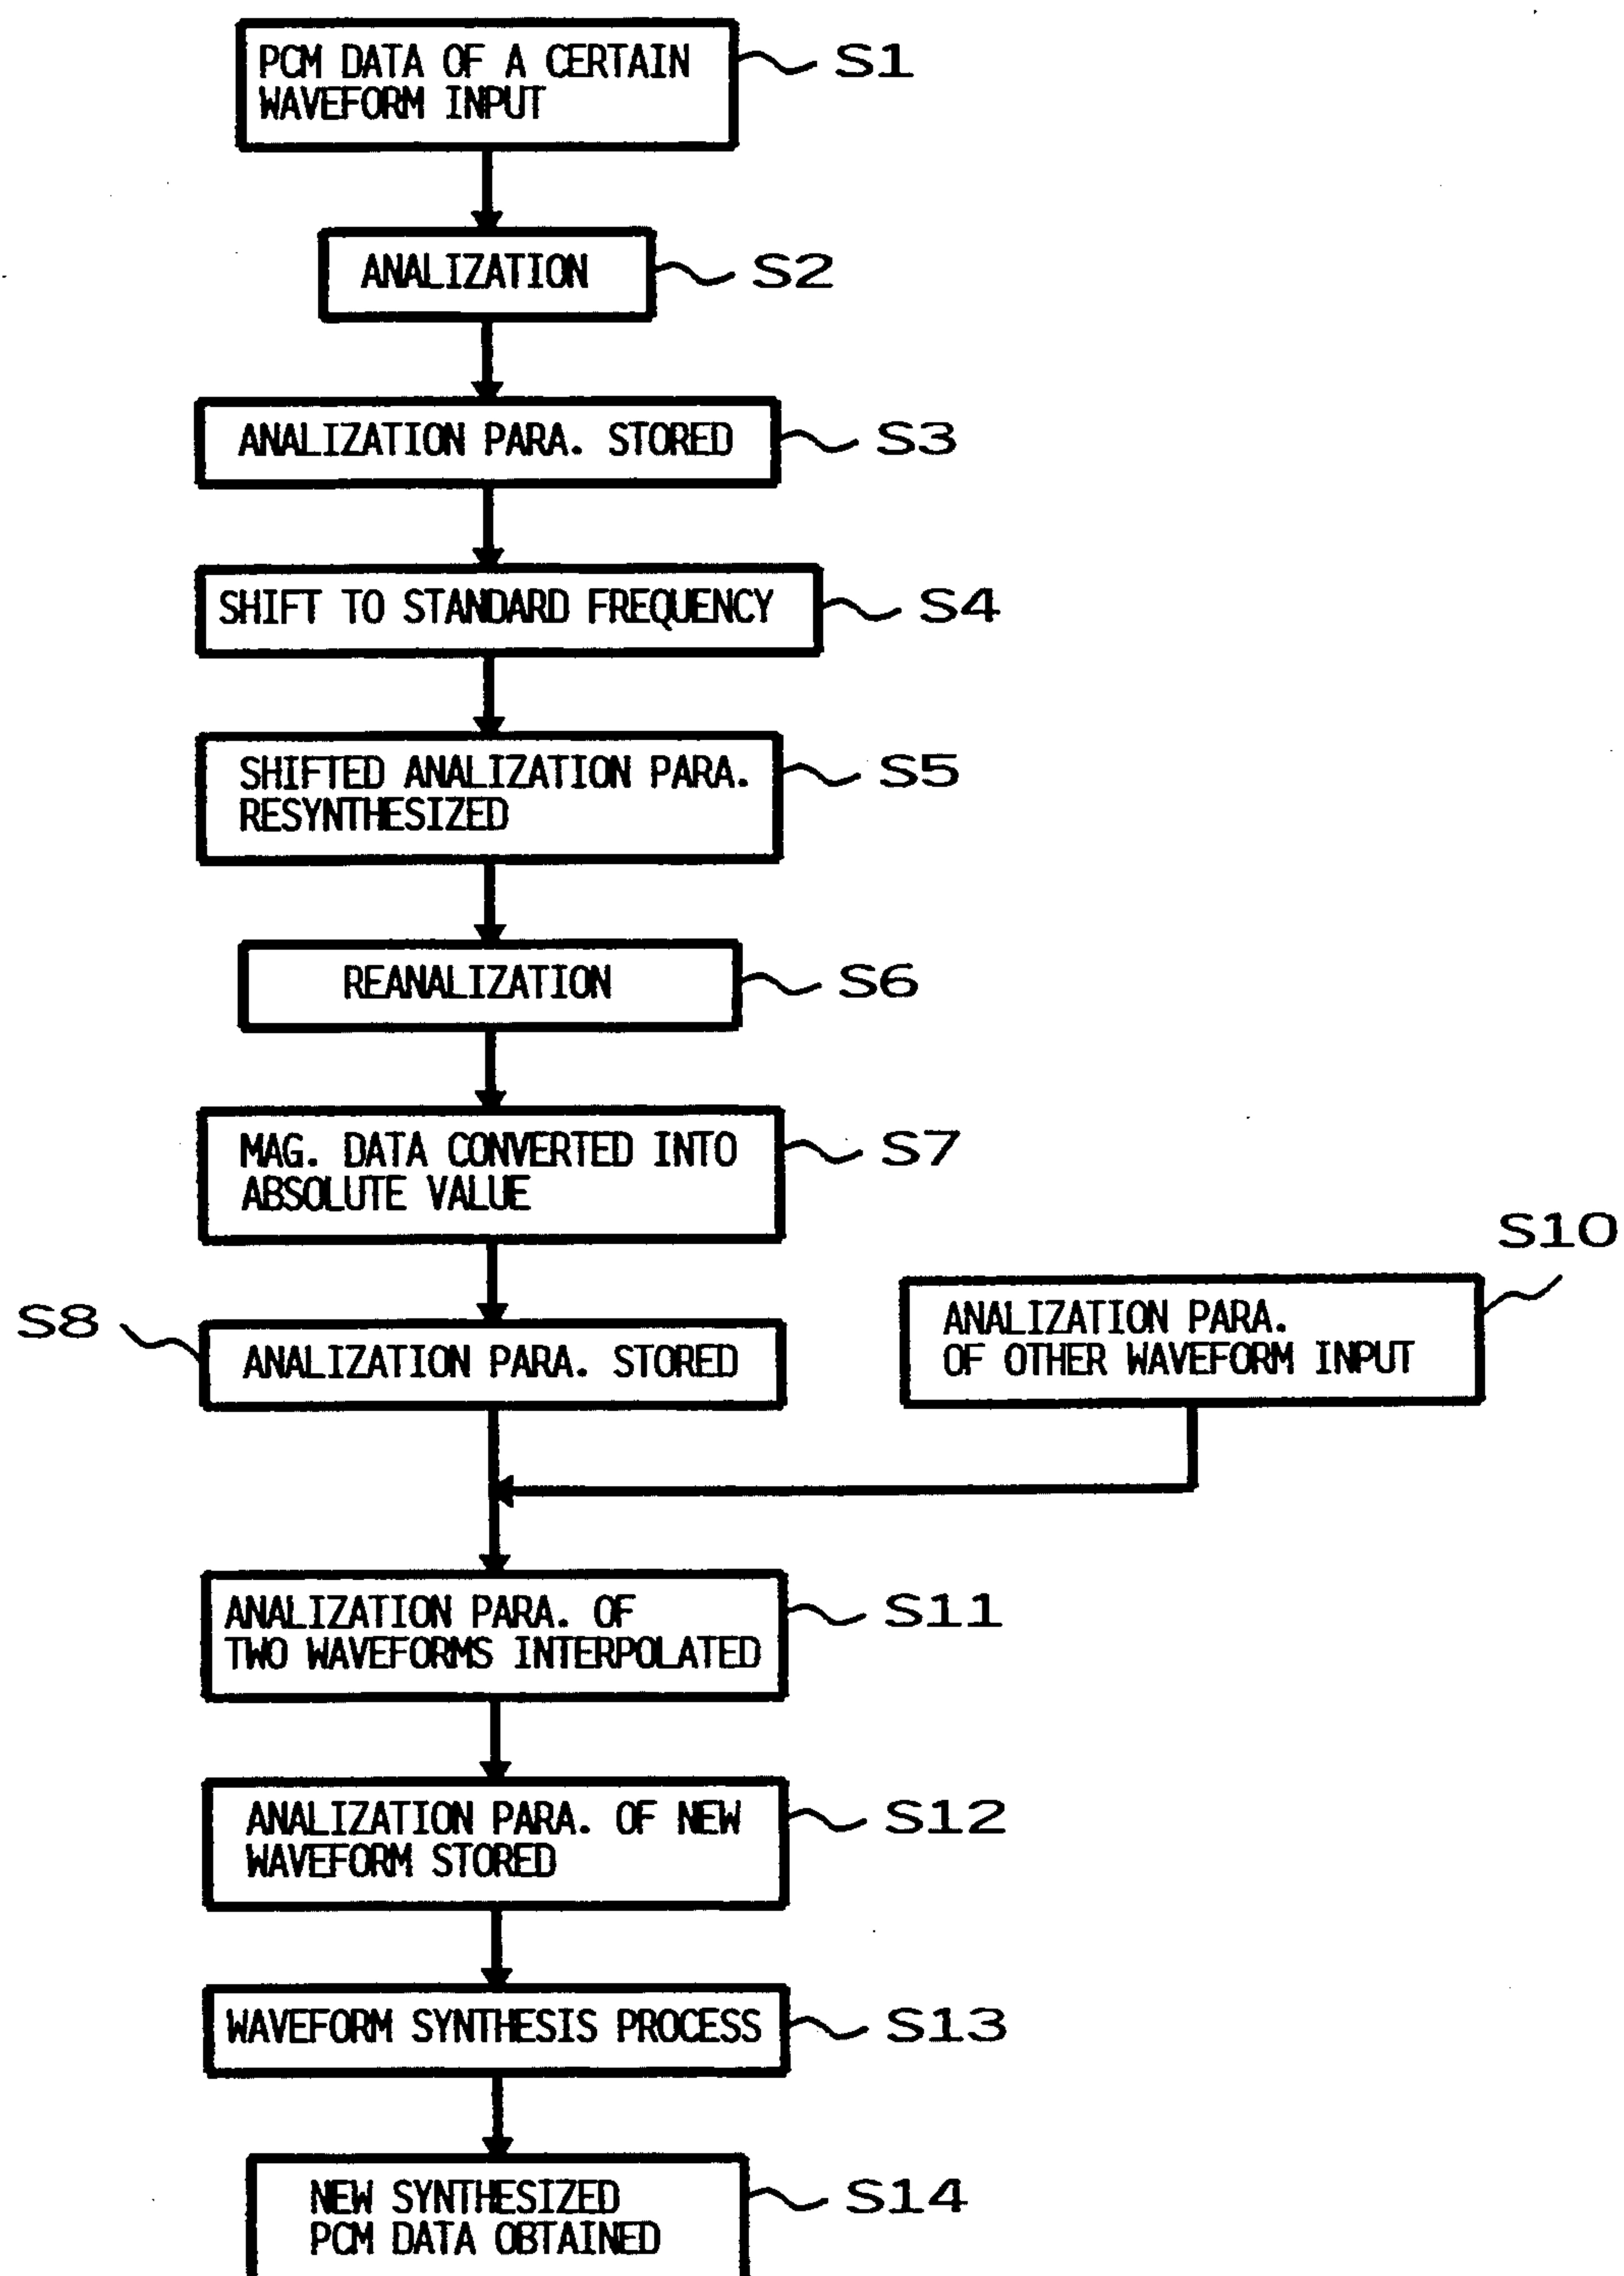 PCM DATA OF A CERTAIN
WAVEFORM INPUT
S1
ANALIZATION
S2
ANALIZATION PARA. STORED
S3
SHIFT TO STANDARD FREQUENCY
S4
SHIFTED ANALIZATION PARA.
RESYNTHESIZED
S5
REANALIZATION
S6
MAG. DATA CONVERTED INTO
ABSOLUTE VALUE
S7
S8
ANALIZATION PARA. STORED
S10
ANALIZATION PARA.
OF OTHER WAVEFORM INPUT
ANALIZATION PARA. OF
TWO WAVEFORMS INTERPOLATED
S11
ANALIZATION PARA. OF NEW
WAVEFORM STORED
S12
WAVEFORM SYNTHESIS PROCESS
S13
NEW SYNTHESIZED
PCM DATA OBTAINED
S14